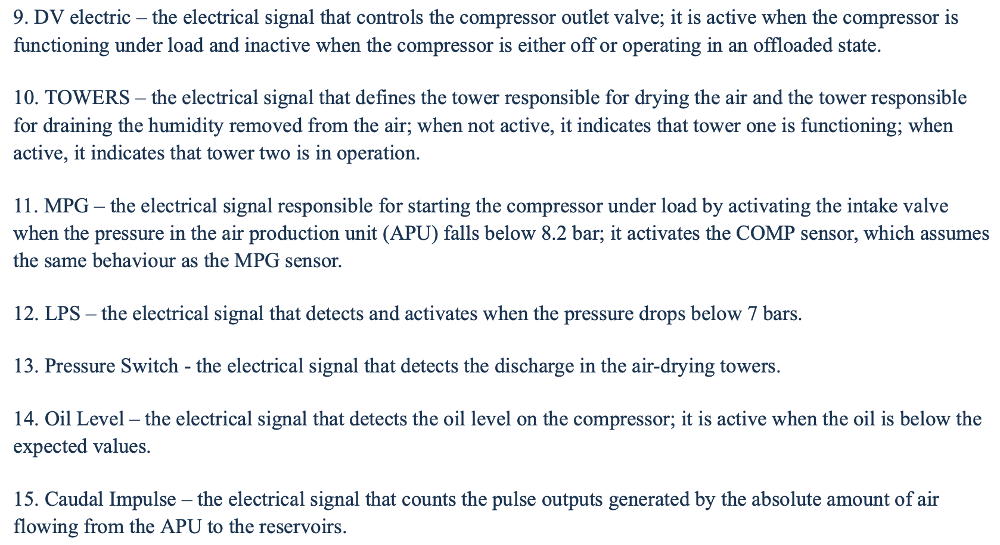 9. DV electric – the electrical signal that controls the compressor outlet valve; it is active when the compressor is
functioning under load and inactive when the compressor is either off or operating in an offloaded state.
10. TOWERS – the electrical signal that defines the tower responsible for drying the air and the tower responsible
for draining the humidity removed from the air; when not active, it indicates that tower one is functioning; when
active, it indicates that tower two is in operation.
11. MPG – the electrical signal responsible for starting the compressor under load by activating the intake valve
when the pressure in the air production unit (APU) falls below 8.2 bar; it activates the COMP sensor, which assumes
the same behaviour as the MPG sensor.
12. LPS – the electrical signal that detects and activates when the pressure drops below 7 bars.
13. Pressure Switch - the electrical signal that detects the discharge in the air-drying towers.
14. Oil Level – the electrical signal that detects the oil level on the compressor; it is active when the oil is below the
expected values.
15. Caudal Impulse – the electrical signal that counts the pulse outputs generated by the absolute amount of air
flowing from the APU to the reservoirs.